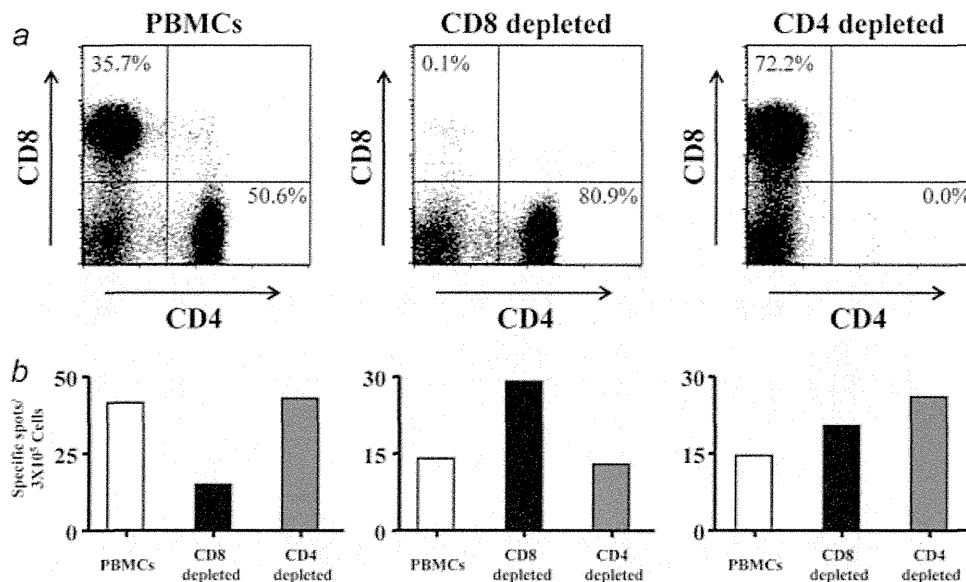 a
PBMCs
CD8 depleted
CD4 depleted
35.7%
50.6%
CD8
CD4
0.1%
80.9%
CD8
CD4
72.2%
0.0%
CD8
CD4
b
Specific spots/
3X10⁵ Cells
50
25
0
PBMCs
CD8
depleted
CD4
depleted
30
15
0
PBMCs
CD8
depleted
CD4
depleted
30
15
0
PBMCs
CD8
depleted
CD4
depleted